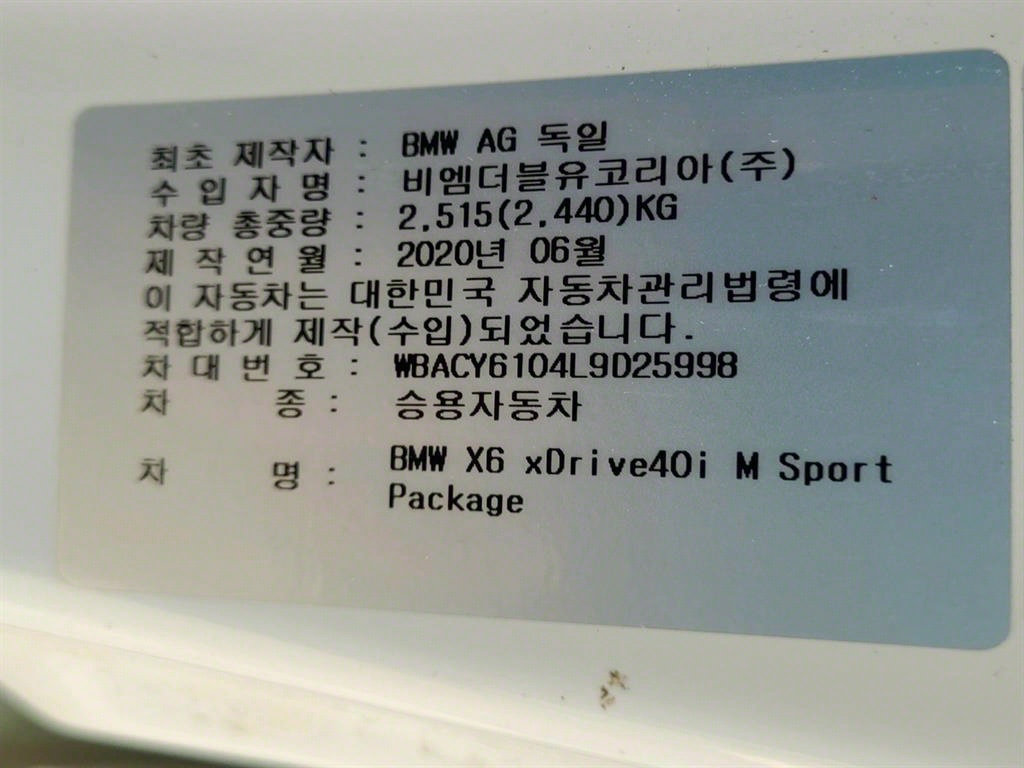 최초 제작자 : BMW AG 독일
수 입 자 명 : 비엠더블유코리아(주)
차량 총중량 : 2,515(2,440)KG
제 작 연 월 : 2020년 06월
이 자동차는 대한민국 자동차관리법령에
적합하게 제작(수입)되었습니다.
차 대 번 호 : WBACY6104L9D25998
차 종 : 승용자동차
차 명 : BMW X6 xDrive40i M Sport
Package